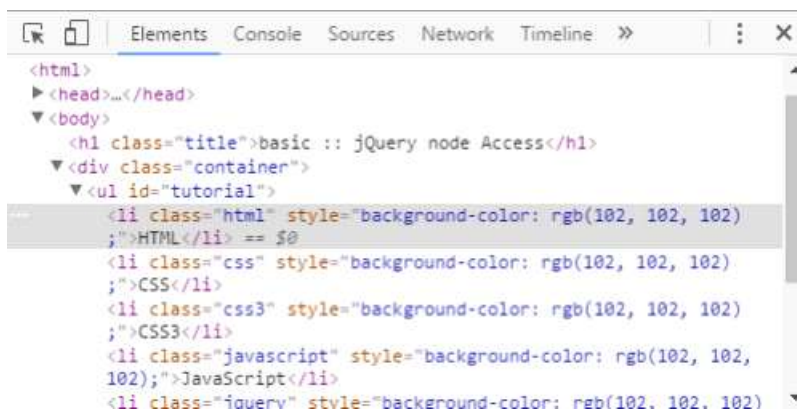 Elements Console Sources Network Timeline »
<html>
▶<head>…</head>
▼<body>
<h1 class="title">basic :: jQuery node Access</h1>
▼<div class="container">
▼<ul id="tutorial">
<li class="html" style="background-color: rgb(102, 102, 102)
;">HTML</li> == $0
<li class="css" style="background-color: rgb(102, 102, 102)
;">CSS</li>
<li class="css3" style="background-color: rgb(102, 102, 102)
;">CSS3</li>
<li class="javascript" style="background-color: rgb(102, 102,
102);">JavaScript</li>
<li class="jquery" style="background-color: rgb(102, 102, 102)